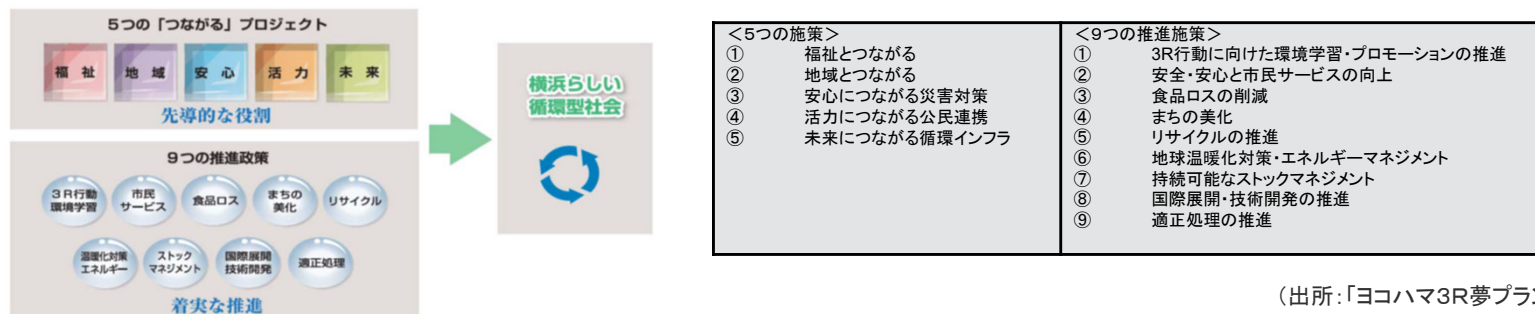 5つの「つながる」プロジェクト
福祉
地域
安心
活力
未来
先導的な役割
9つの推進政策
3R行動
環境学習
市民
サービス
食品ロス
まちの
美化
リサイクル
温暖化対策
エネルギー
ストック
マネジメント
国際展開
技術開発
適正処理
着実な推進
横浜らしい
循環型社会
<5つの施策>
① 福祉とつながる
② 地域とつながる
③ 安心につながる災害対策
④ 活力につながる公民連携
⑤ 未来につながる循環インフラ
<9つの推進施策>
① 3R行動に向けた環境学習・プロモーションの推進
② 安全・安心と市民サービスの向上
③ 食品ロスの削減
④ まちの美化
⑤ リサイクルの推進
⑥ 地球温暖化対策・エネルギーマネジメント
⑦ 持続可能なストックマネジメント
⑧ 国際展開・技術開発の推進
⑨ 適正処理の推進
(出所:「ヨコハマ3R夢プラン